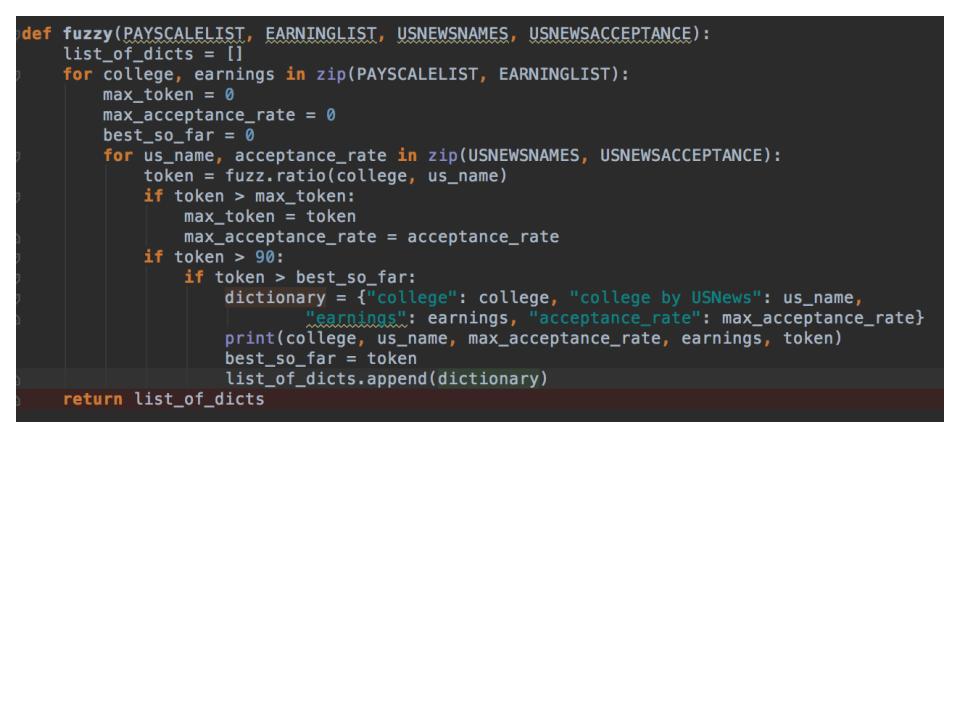 def fuzzy(PAYSCALELIST, EARNINGLIST, USNEWSNAMES, USNEWSACCEPTANCE):
    list_of_dicts = []
    for college, earnings in zip(PAYSCALELIST, EARNINGLIST):
        max_token = 0
        max_acceptance_rate = 0
        best_so_far = 0
        for us_name, acceptance_rate in zip(USNEWSNAMES, USNEWSACCEPTANCE):
            token = fuzz.ratio(college, us_name)
            if token > max_token:
                max_token = token
                max_acceptance_rate = acceptance_rate
            if token > 90:
                if token > best_so_far:
                    dictionary = {"college": college, "college by USNews": us_name,
                            "earnings": earnings, "acceptance_rate": max_acceptance_rate}
                    print(college, us_name, max_acceptance_rate, earnings, token)
                    best_so_far = token
                    list_of_dicts.append(dictionary)
    return list_of_dicts